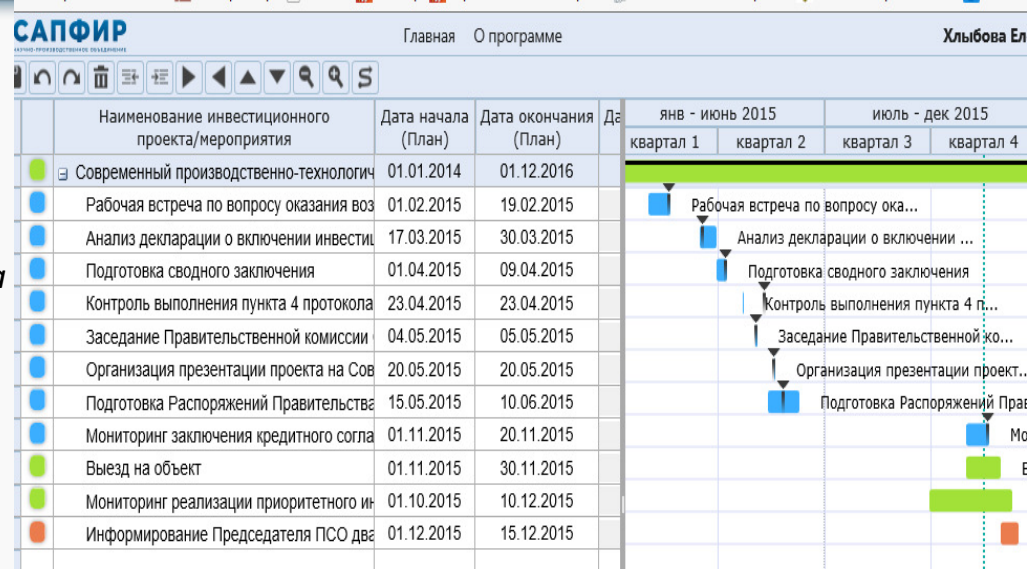 САПФИР
НАУЧНО-ПРОИЗВОДСТВЕННОЕ ОБЪЕДИНЕНИЕ
Главная О программе
Хлыбова Ел
Наименование инвестиционного
проекта/мероприятия
Дата начала
(План)
Дата окончания
(План)
Да
янв - июнь 2015 июль - дек 2015
квартал 1 квартал 2 квартал 3 квартал 4
Современный производственно-технологич 01.01.2014 01.12.2016
Рабочая встреча по вопросу оказания воз 01.02.2015 19.02.2015 Рабочая встреча по вопросу ока...
Анализ декларации о включении инвестиц 17.03.2015 30.03.2015 Анализ декларации о включении ...
Подготовка сводного заключения 01.04.2015 09.04.2015 Подготовка сводного заключения
Контроль выполнения пункта 4 протокола 23.04.2015 23.04.2015 Контроль выполнения пункта 4 п...
Заседание Правительственной комиссии 04.05.2015 05.05.2015 Заседание Правительственной ко...
Организация презентации проекта на Сов 20.05.2015 20.05.2015 Организация презентации проект...
Подготовка Распоряжений Правительства 15.05.2015 10.06.2015 Подготовка Распоряжений Прав
Мониторинг заключения кредитного согла 01.11.2015 20.11.2015 Мо
Выезд на объект 01.11.2015 30.11.2015 В
Мониторинг реализации приоритетного ин 01.10.2015 10.12.2015
Информирование Председателя ПСО два 01.12.2015 15.12.2015